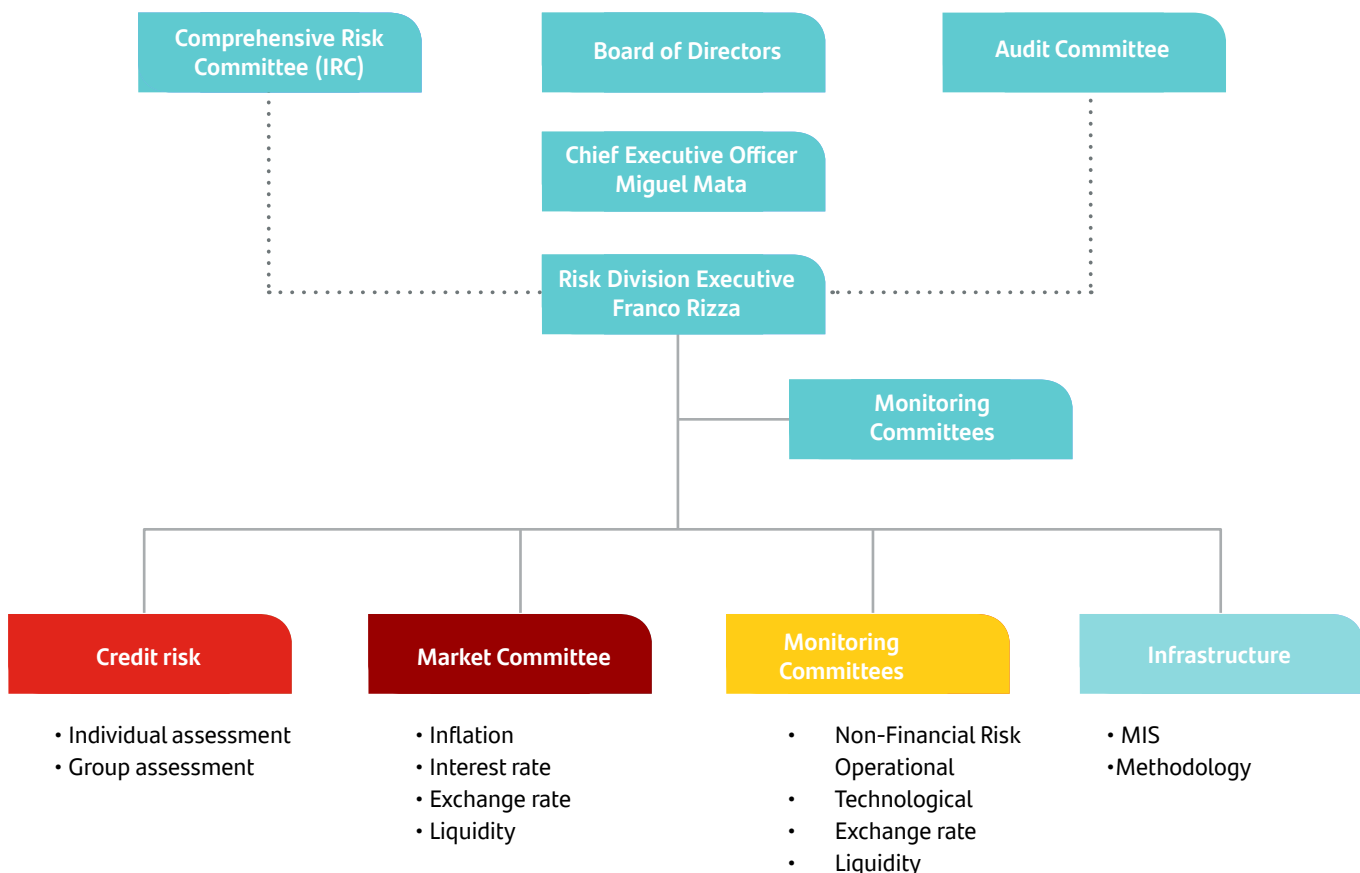 Comprehensive Risk
Committee (IRC)
Board of Directors
Audit Committee
Chief Executive Officer
Miguel Mata
Risk Division Executive
Franco Rizza
Monitoring
Committees
Credit risk
• Individual assessment
• Group assessment
Market Committee
• Inflation
• Interest rate
• Exchange rate
• Liquidity
Monitoring
Committees
• Non-Financial Risk
Operational
• Technological
• Exchange rate
• Liquidity
Infrastructure
• MIS
•Methodology